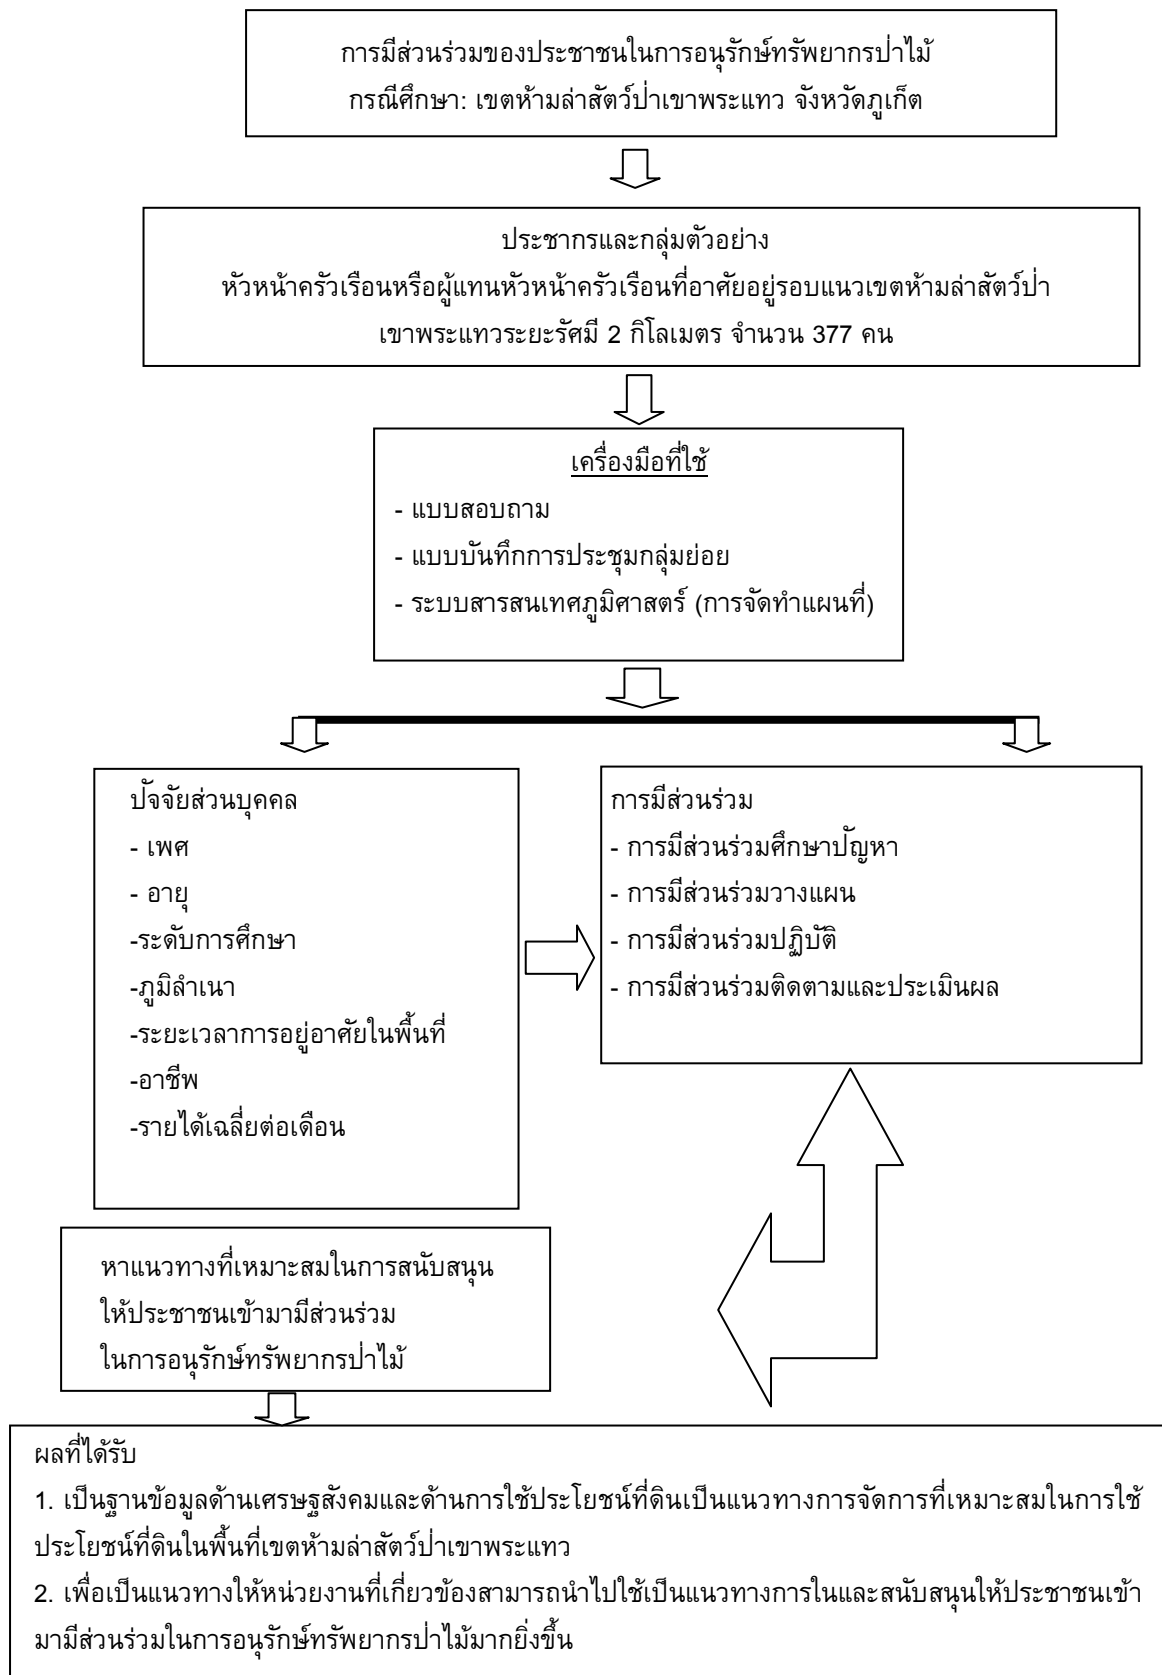 การมีส่วนร่วมของประชาชนในการอนุรักษ์ทรัพยากรป่าไม้
กรณีศึกษา: เขตห้ามล่าสัตว์ป่าเขาพระแทว จังหวัดภูเก็ต
ประชากรและกลุ่มตัวอย่าง
หัวหน้าครัวเรือนหรือผู้แทนหัวหน้าครัวเรือนที่อาศัยอยู่รอบแนวเขตห้ามล่าสัตว์ป่า
เขาพระแทวระยะรัศมี 2 กิโลเมตร จำนวน 377 คน
เครื่องมือที่ใช้
- แบบสอบถาม
- แบบบันทึกการประชุมกลุ่มย่อย
- ระบบสารสนเทศภูมิศาสตร์ (การจัดทำแผนที่)
ปัจจัยส่วนบุคคล
- เพศ
- อายุ
-ระดับการศึกษา
-ภูมิลำเนา
-ระยะเวลาการอยู่อาศัยในพื้นที่
-อาชีพ
-รายได้เฉลี่ยต่อเดือน
การมีส่วนร่วม
- การมีส่วนร่วมศึกษาปัญหา
- การมีส่วนร่วมวางแผน
- การมีส่วนร่วมปฏิบัติ
- การมีส่วนร่วมติดตามและประเมินผล
หาแนวทางที่เหมาะสมในการสนับสนุน
ให้ประชาชนเข้ามามีส่วนร่วม
ในการอนุรักษ์ทรัพยากรป่าไม้
ผลที่ได้รับ
1. เป็นฐานข้อมูลด้านเศรษฐสังคมและด้านการใช้ประโยชน์ที่ดินเป็นแนวทางการจัดการที่เหมาะสมในการใช้
ประโยชน์ที่ดินในพื้นที่เขตห้ามล่าสัตว์ป่าเขาพระแทว
2. เพื่อเป็นแนวทางให้หน่วยงานที่เกี่ยวข้องสามารถนำไปใช้เป็นแนวทางการในและสนับสนุนให้ประชาชนเข้า
มามีส่วนร่วมในการอนุรักษ์ทรัพยากรป่าไม้มากยิ่งขึ้น